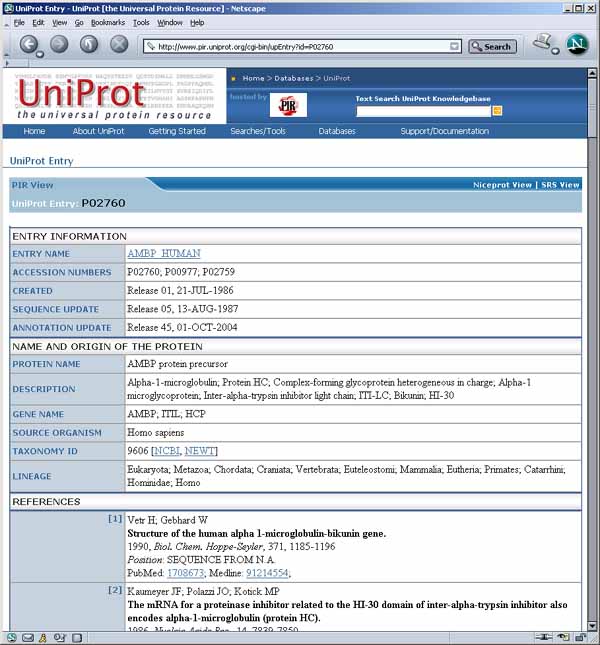 UniProt Entry - UniProt [the Universal Protein Resource] - Netscape
File Edit View Go Bookmarks Tools Window Help
http://www.pir.uniprot.org/cgi-bin/upEntry?id=P02760 Search N
UniProt
the universal protein resource
Home > Databases > UniProt
hosted by PIR Text Search UniProt Knowledgebase
Home About UniProt Getting Started Searches/Tools Databases Support/Documentation
UniProt Entry
PIR View Niceprot View | SRS View
UniProt Entry: P02760
ENTRY INFORMATION
ENTRY NAME AMBP_HUMAN
ACCESSION NUMBERS P02760; P00977; P02759
CREATED Release 01, 21-JUL-1986
SEQUENCE UPDATE Release 05, 13-AUG-1987
ANNOTATION UPDATE Release 45, 01-OCT-2004
NAME AND ORIGIN OF THE PROTEIN
PROTEIN NAME AMBP protein precursor
DESCRIPTION Alpha-1-microglobulin; Protein HC; Complex-forming glycoprotein heterogeneous in charge; Alpha-1
microglycoprotein; Inter-alpha-trypsin inhibitor light chain; ITI-LC; Bikunin; HI-30
GENE NAME AMBP; ITIL; HCP
SOURCE ORGANISM Homo sapiens
TAXONOMY ID 9606 [NCBI, NEWT]
LINEAGE Eukaryota; Metazoa; Chordata; Craniata; Vertebrata; Euteleostomi; Mammalia; Eutheria; Primates; Catarrhini;
Hominidae; Homo
REFERENCES
[1] Vetr H; Gebhard W
Structure of the human alpha 1-microglobulin-bikunin gene.
1990, Biol. Chem. Hoppe-Seyler, 371, 1185-1196
Position: SEQUENCE FROM N.A.
PubMed: 1708673; Medline: 91214554;
[2] Kaumeyer JF; Polazzi JO; Kotick MP
The mRNA for a proteinase inhibitor related to the HI-30 domain of inter-alpha-trypsin inhibitor also
encodes alpha-1-microglobulin (protein HC).
1986, Nucleic Acids Res., 14, 7839-7850